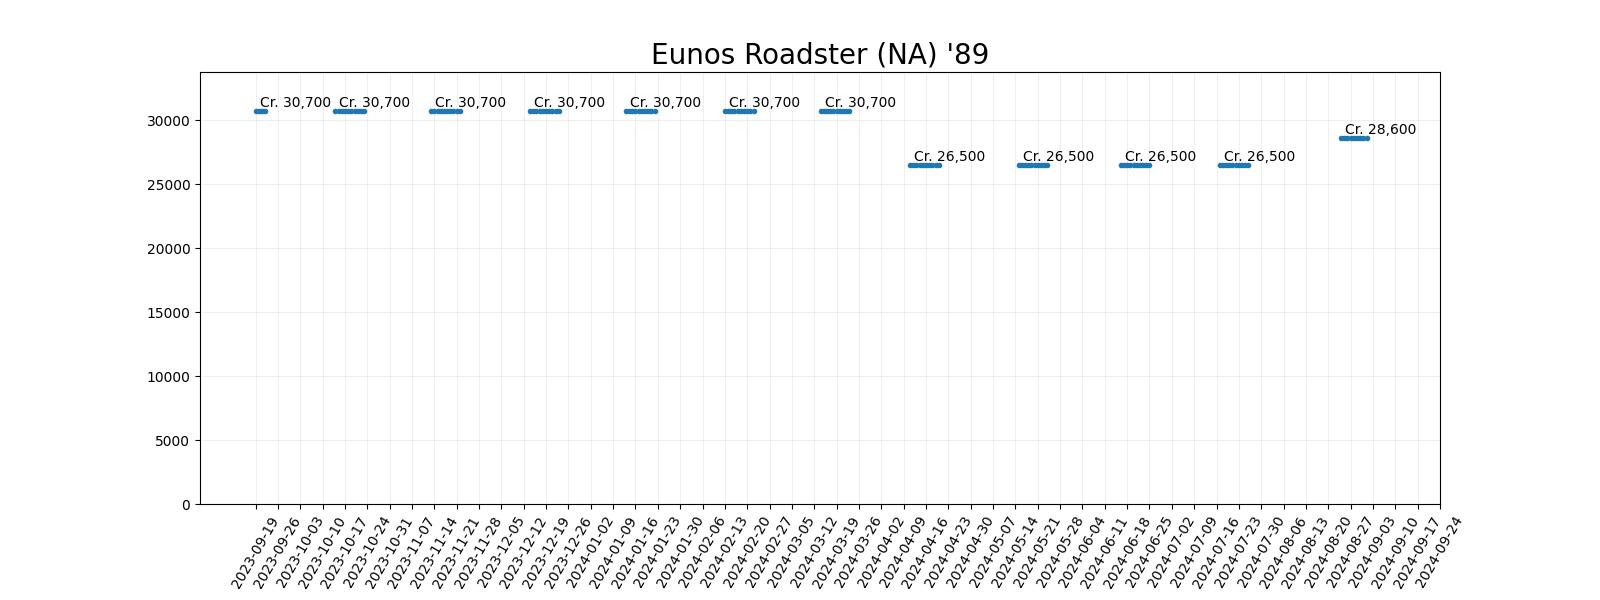 Eunos Roadster (NA) '89
Cr. 30,700 Cr. 30,700 Cr. 30,700 Cr. 30,700 Cr. 30,700 Cr. 30,700 Cr. 30,700
30000
Cr. 28,600
Cr. 26,500 Cr. 26,500 Cr. 26,500 Cr. 26,500
25000
20000
15000
10000
5000
0
2023-09-19 2023-09-26 2023-10-03 2023-10-10 2023-10-17 2023-10-24 2023-10-31 2023-11-07 2023-11-14 2023-11-21 2023-11-28 2023-12-05 2023-12-12 2023-12-19 2023-12-26 2024-01-02 2024-01-09 2024-01-16 2024-01-23 2024-01-30 2024-02-06 2024-02-13 2024-02-20 2024-02-27 2024-03-05 2024-03-12 2024-03-19 2024-03-26 2024-04-02 2024-04-09 2024-04-16 2024-04-23 2024-04-30 2024-05-07 2024-05-14 2024-05-21 2024-05-28 2024-06-04 2024-06-11 2024-06-18 2024-06-25 2024-07-02 2024-07-09 2024-07-16 2024-07-23 2024-07-30 2024-08-06 2024-08-13 2024-08-20 2024-08-27 2024-09-03 2024-09-10 2024-09-17 2024-09-24